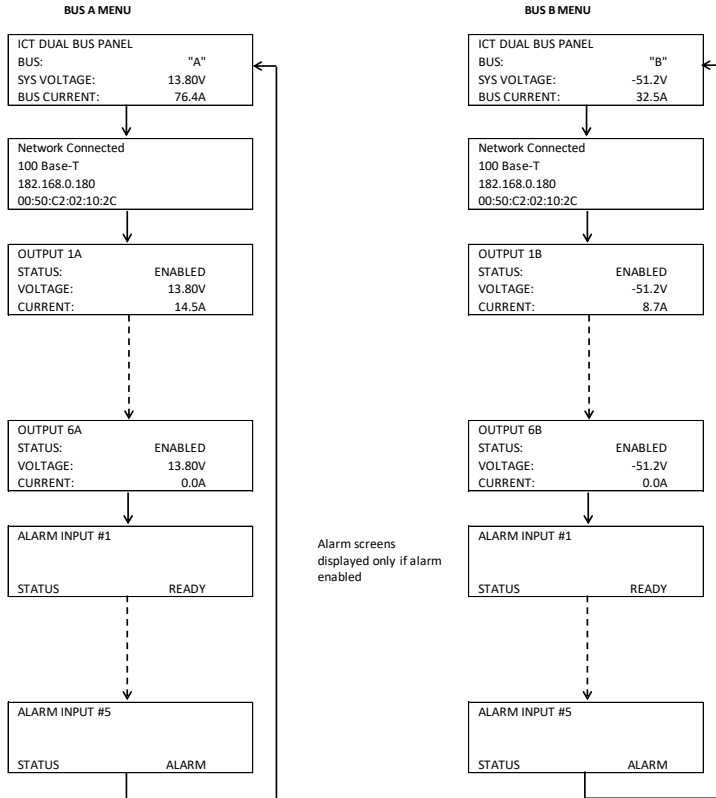 BUS A MENU
ICT DUAL BUS PANEL
BUS: "A"
SYS VOLTAGE: 13.80V
BUS CURRENT: 76.4A
Network Connected
100 Base-T
182.168.0.180
00:50:C2:02:10:2C
OUTPUT 1A
STATUS: ENABLED
VOLTAGE: 13.80V
CURRENT: 14.5A
OUTPUT 6A
STATUS: ENABLED
VOLTAGE: 13.80V
CURRENT: 0.0A
ALARM INPUT #1
STATUS READY
ALARM INPUT #5
STATUS ALARM
Alarm screens
displayed only if alarm
enabled
BUS B MENU
ICT DUAL BUS PANEL
BUS: "B"
SYS VOLTAGE: -51.2V
BUS CURRENT: 32.5A
Network Connected
100 Base-T
182.168.0.180
00:50:C2:02:10:2C
OUTPUT 1B
STATUS: ENABLED
VOLTAGE: -51.2V
CURRENT: 8.7A
OUTPUT 6B
STATUS: ENABLED
VOLTAGE: -51.2V
CURRENT: 0.0A
ALARM INPUT #1
STATUS READY
ALARM INPUT #5
STATUS ALARM